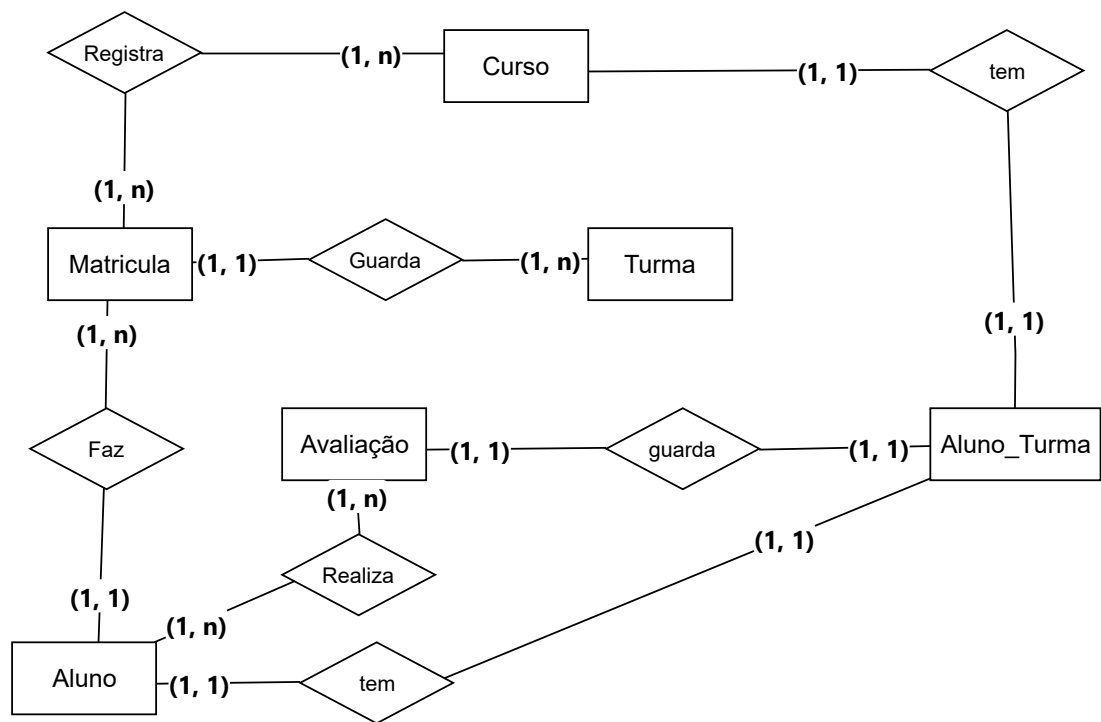 Registra
(1, n)
Curso
(1, 1)
tem
(1, n)
Matricula
(1, 1)
Guarda
(1, n)
Turma
(1, n)
(1, 1)
Faz
Avaliação
(1, 1)
guarda
(1, 1)
Aluno_Turma
(1, n)
(1, 1)
Realiza
(1, 1)
(1, n)
Aluno
(1, 1)
tem